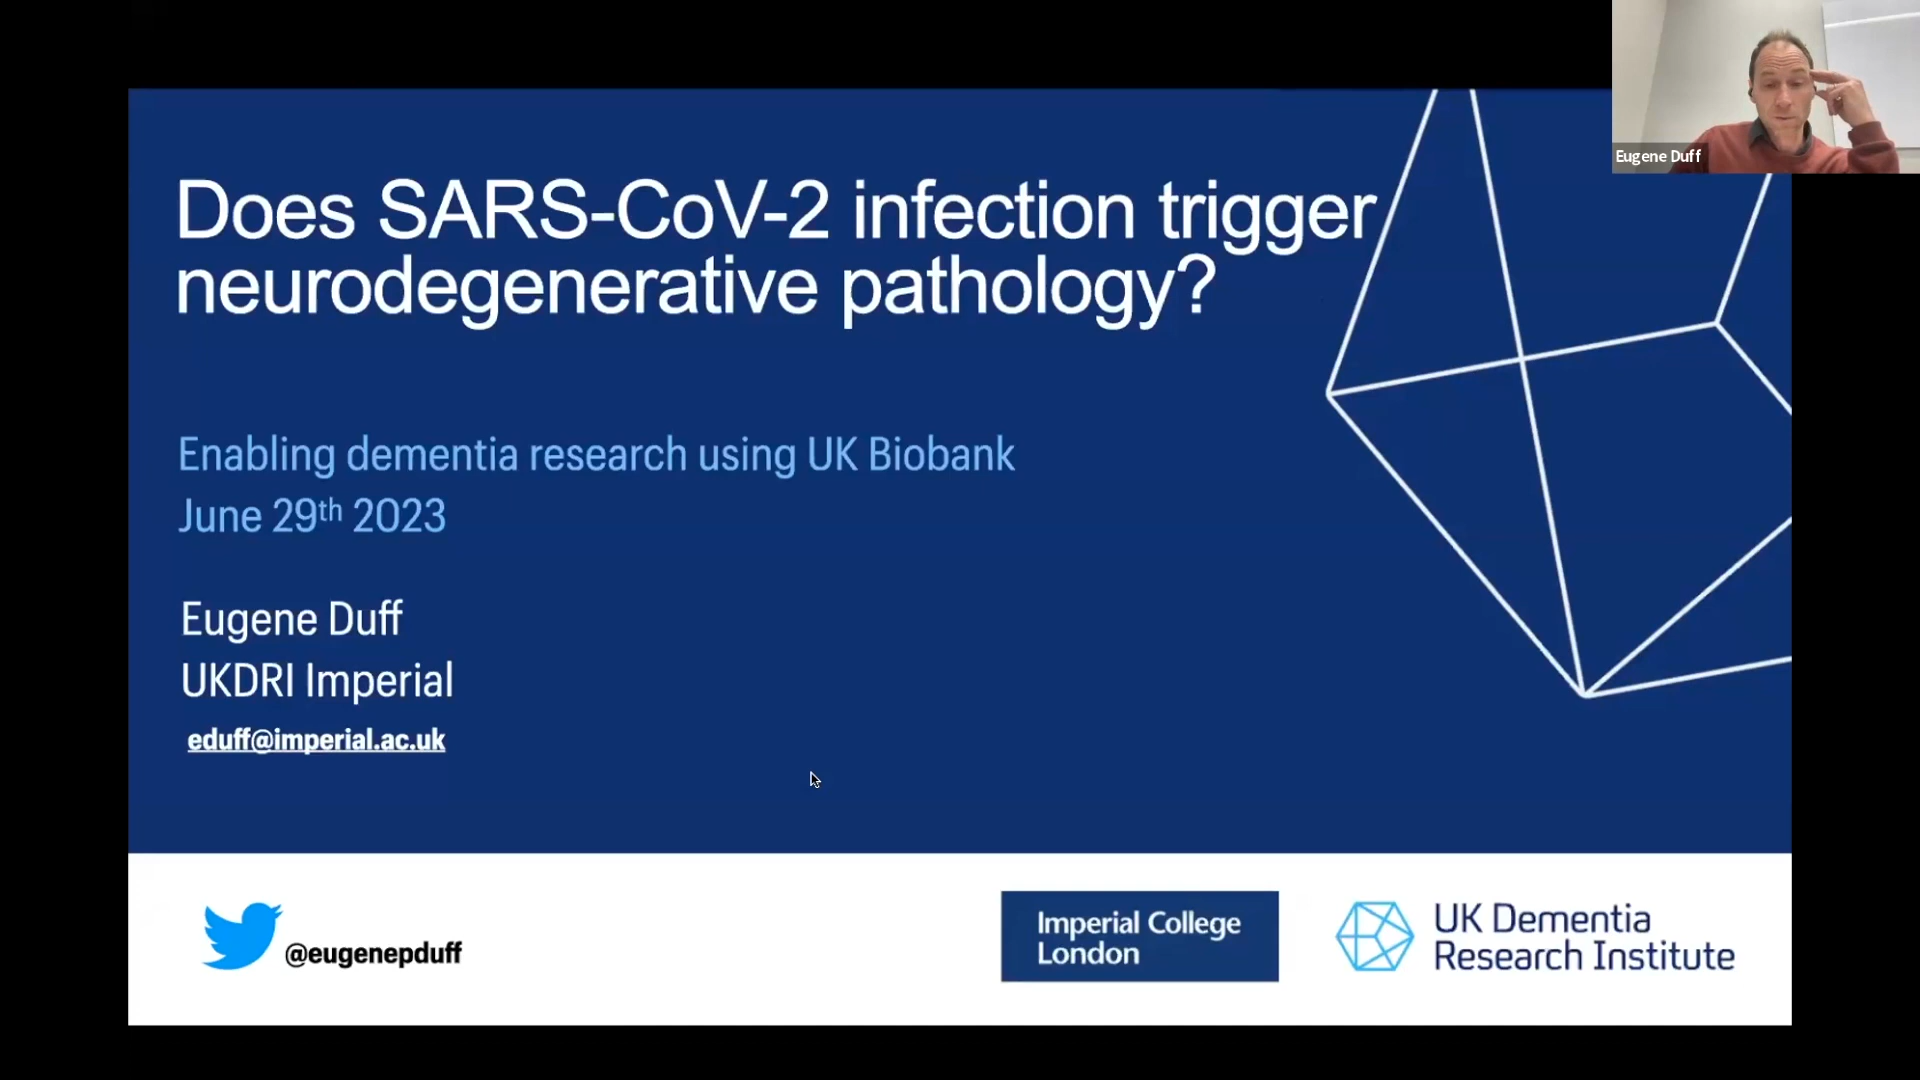 Eugene Duff
Does SARS-CoV-2 infection trigger
neurodegenerative pathology?
Enabling dementia research using UK Biobank
June 29th 2023
Eugene Duff
UKDRI Imperial
eduff@imperial.ac.uk
@eugenepduff
Imperial College
London
UK Dementia
Research Institute